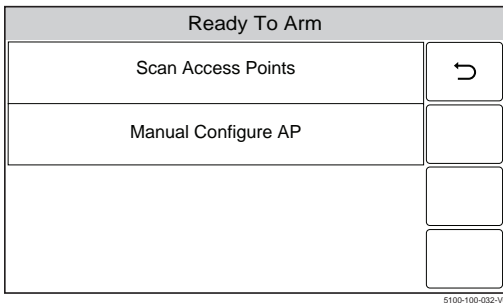 Ready To Arm
Scan Access Points
Manual Configure AP
5100-100-032-V